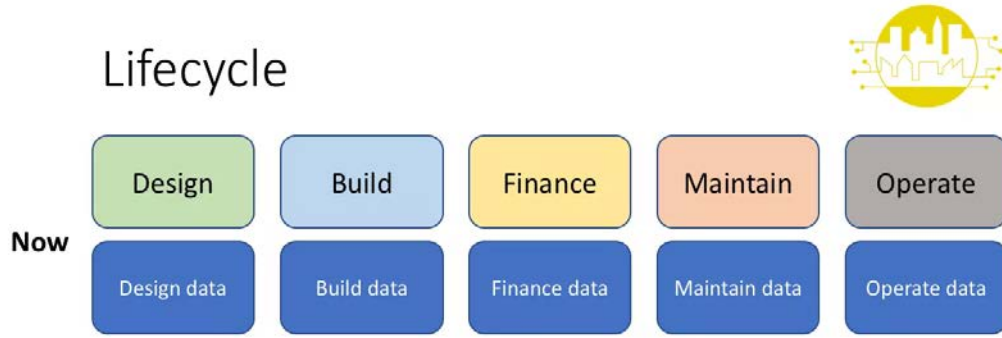 Lifecycle
Design Build Finance Maintain Operate
Now
Design data Build data Finance data Maintain data Operate data